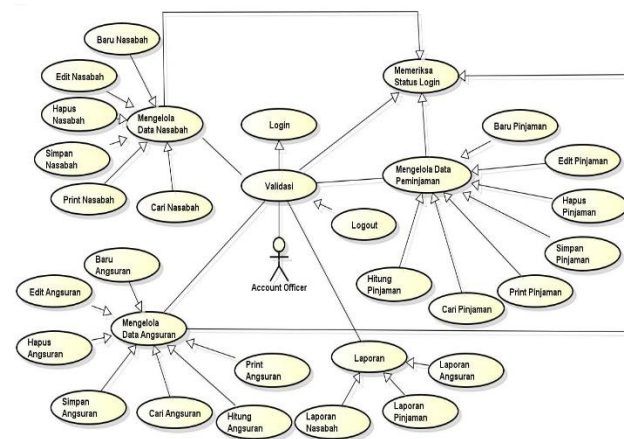 Baru Nasabah
Edit Nasabah
Hapus
Nasabah
Simpan
Nasabah
Print Nasabah
Cari Nasabah
Mengelola
Data Nasabah
Memeriksa
Status Login
Login
Validasi
Logout
Account Officer
Mengelola Data
Peminjaman
Baru Pinjaman
Edit Pinjaman
Hapus
Pinjaman
Simpan
Pinjaman
Print Pinjaman
Cari Pinjaman
Hitung
Pinjaman
Baru
Angsuran
Edit Angsuran
Hapus
Angsuran
Mengelola
Data Angsuran
Simpan
Angsuran
Cari Angsuran
Hitung
Angsuran
Print
Angsuran
Laporan
Laporan
Angsuran
Laporan
Pinjaman
Laporan
Nasabah